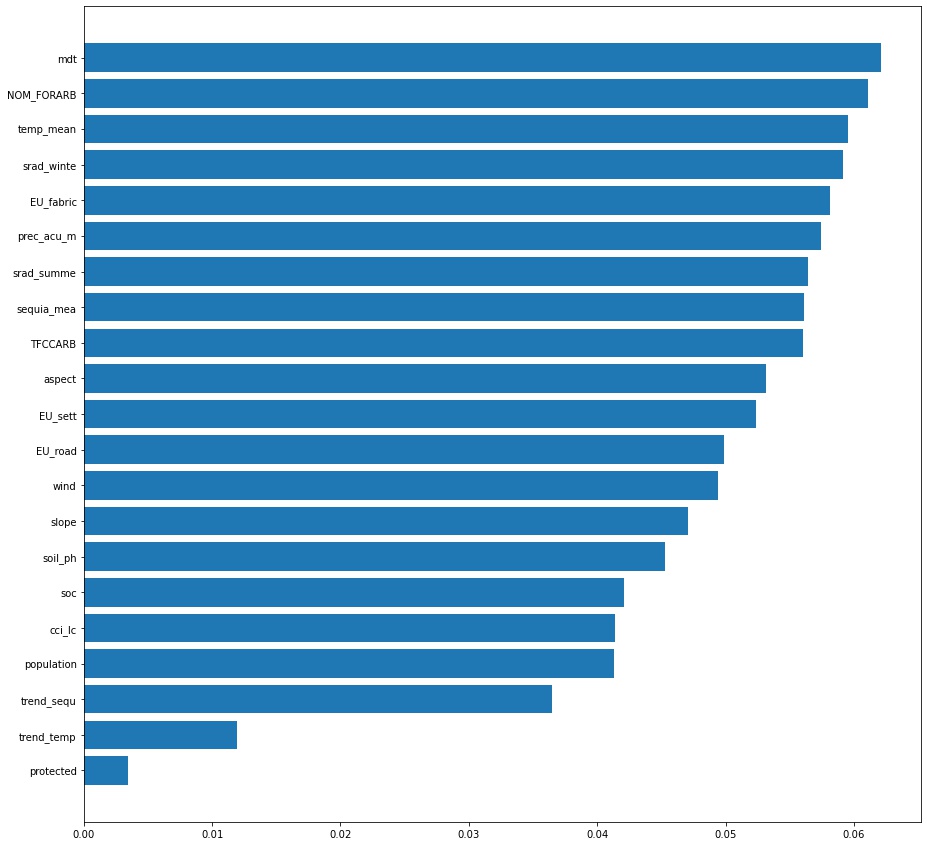 mdt
NOM_FORARB
temp_mean
srad_winte
EU_fabric
prec_acu_m
srad_summe
sequia_mea
TFCCARB
aspect
EU_sett
EU_road
wind
slope
soil_ph
soc
cci_lc
population
trend_sequ
trend_temp
protected
0.00 0.01 0.02 0.03 0.04 0.05 0.06